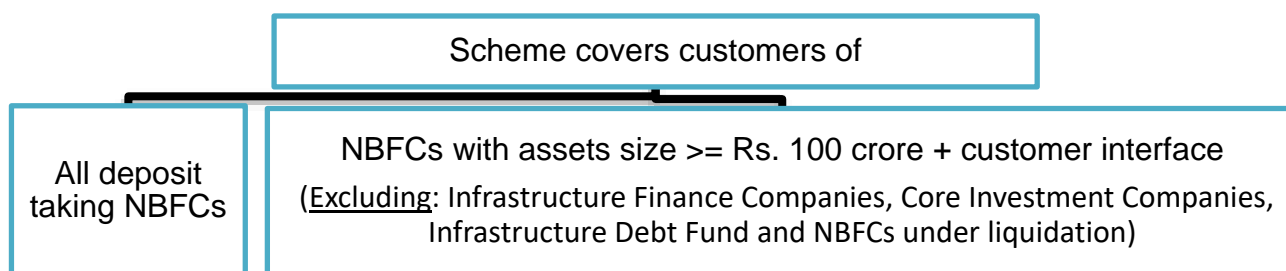 Scheme covers customers of
All deposit
taking NBFCs
NBFCs with assets size >= Rs. 100 crore + customer interface
(Excluding: Infrastructure Finance Companies, Core Investment Companies,
Infrastructure Debt Fund and NBFCs under liquidation)